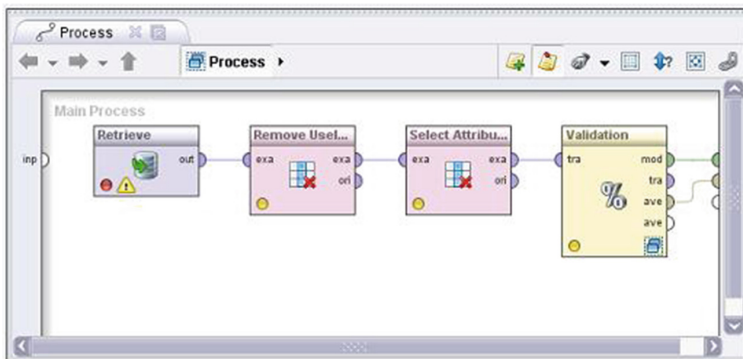 Process
Process
Main Process
Retrieve
Remove Usel...
Select Attribu...
Validation
inp
out
exa
exa
ori
exa
exa
ori
tra
mod
tra
ave
ave
%